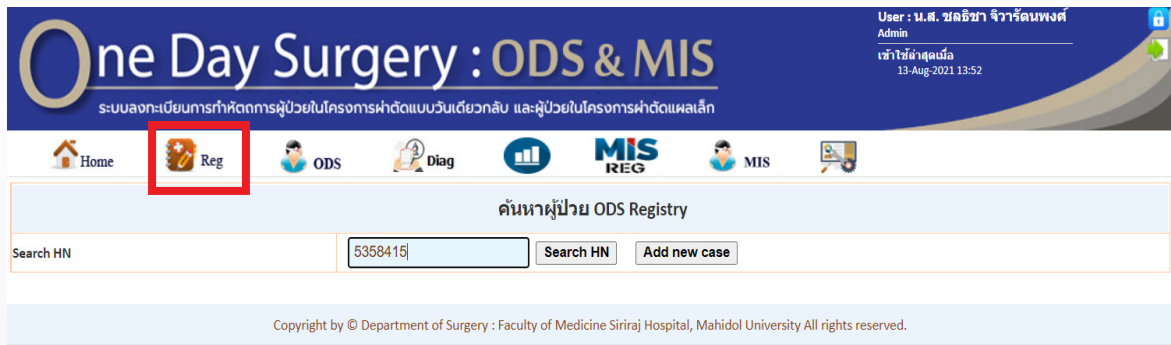 One Day Surgery : ODS & MIS
ระบบลงทะเบียนการทำหัตถการผู้ป่วยในโครงการผ่าตัดแบบวันเดียวกลับ และผู้ป่วยในโครงการผ่าตัดแผลเล็ก
User : น.ส. ชลธิชา จิวารัตนพงศ์
Admin
เข้าใช้ล่าสุดเมื่อ
13-Aug-2021 13:52
Home Reg ODS Diag MIS REG MIS
ค้นหาผู้ป่วย ODS Registry
Search HN 5358415 Search HN Add new case
Copyright by © Department of Surgery : Faculty of Medicine Siriraj Hospital, Mahidol University All rights reserved.